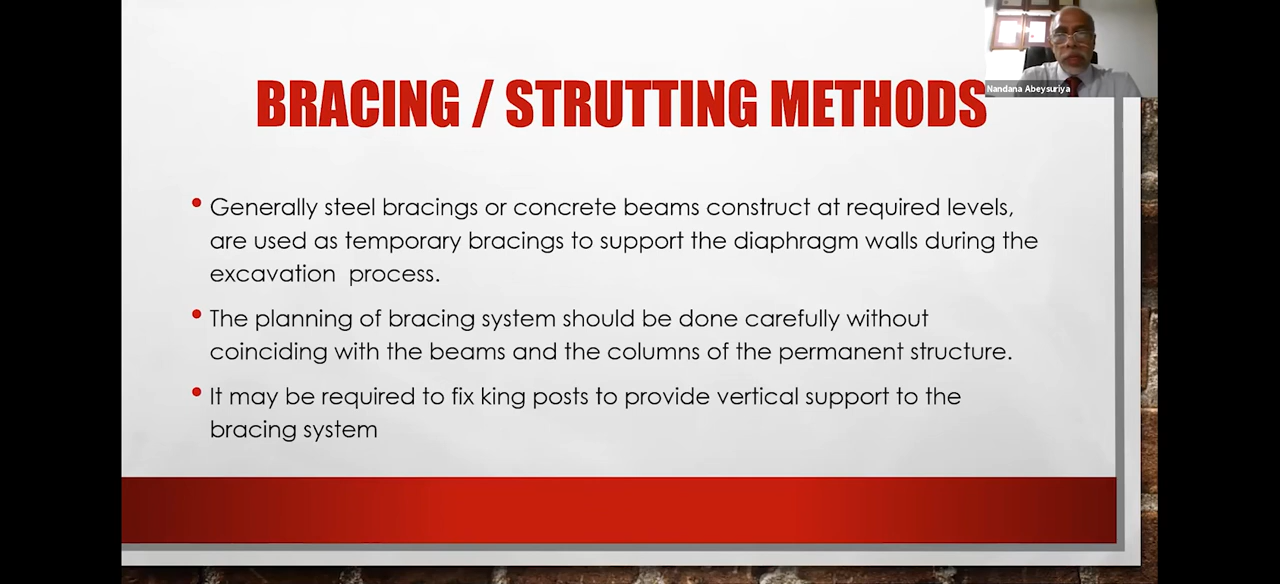 BRACING / STRUTTING METHODS
Nandana Abeysuriya
• Generally steel bracings or concrete beams construct at required levels,
are used as temporary bracings to support the diaphragm walls during the
excavation process.
• The planning of bracing system should be done carefully without
coinciding with the beams and the columns of the permanent structure.
• It may be required to fix king posts to provide vertical support to the
bracing system